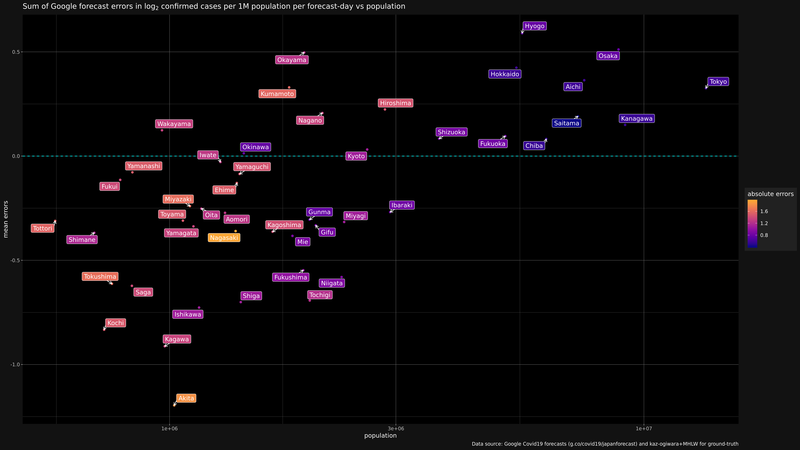 Sum of Google forecast errors in log₂ confirmed cases per 1M population per forecast-day vs population
Hyogo
0.5
Osaka
Okayama
Hokkaido
Tokyo
Aichi
Kumamoto
Hiroshima
Nagano
Kanagawa
Wakayama
Saitama
Shizuoka
Fukuoka
Chiba
Okinawa
Iwate
Kyoto
0.0
Yamanashi
Yamaguchi
Fukui
Ehime
absolute errors
Miyazaki
Ibaraki
1.6
Toyama
Oita
Gunma
Miyagi
1.2
Aomori
Kagoshima
Tottori
mean errors
Yamagata
Gifu
0.8
Shimane
Nagasaki
Mie
-0.5
Tokushima
Fukushima
Niigata
Saga
Shiga
Tochigi
Ishikawa
Kochi
Kagawa
-1.0
Akita
1e+06
3e+06
1e+07
population
Data source: Google Covid19 forecasts (g.co/covid19/japanforecast) and kaz-ogiwara+MHLW for ground-truth